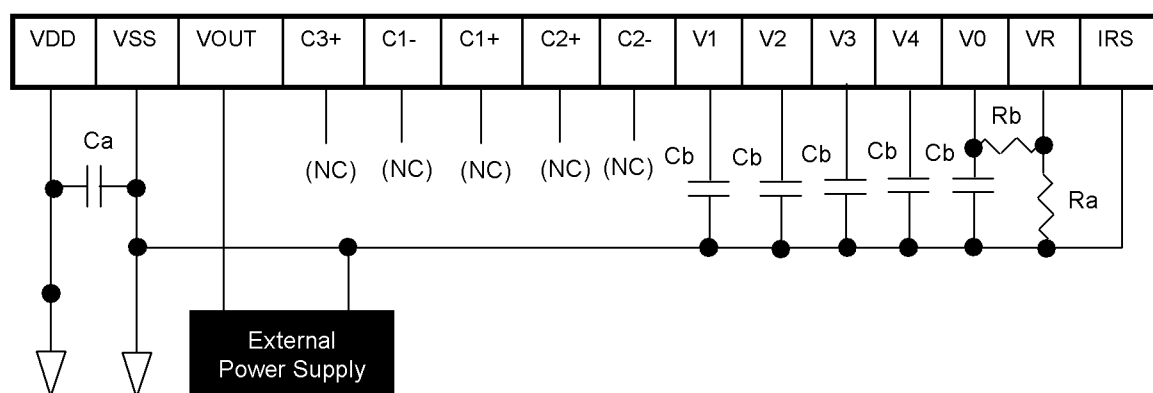 VDD VSS VOUT C3+ C1- C1+ C2+ C2- V1 V2 V3 V4 V0 VR IRS
Ca (NC) (NC) (NC) (NC) (NC) Cb Cb Cb Cb Cb Rb
Ra
External
Power Supply